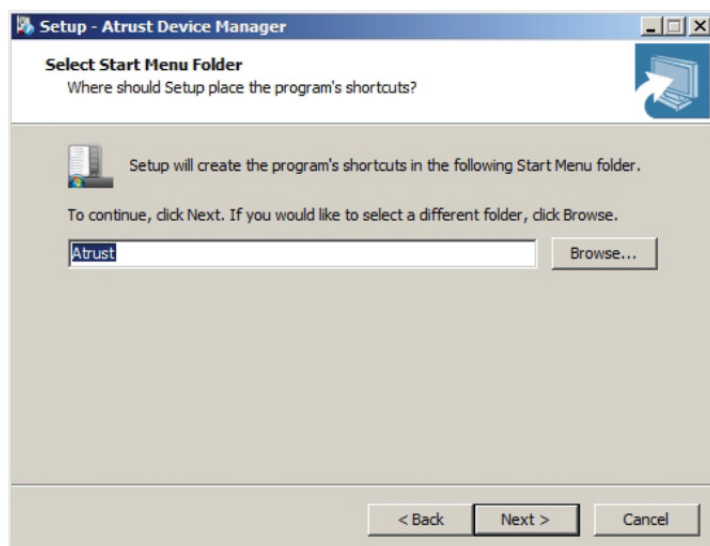 Setup - Atrust Device Manager
Select Start Menu Folder
Where should Setup place the program's shortcuts?
Setup will create the program's shortcuts in the following Start Menu folder.
To continue, click Next. If you would like to select a different folder, click Browse.
Atrust
Browse...
< Back
Next >
Cancel